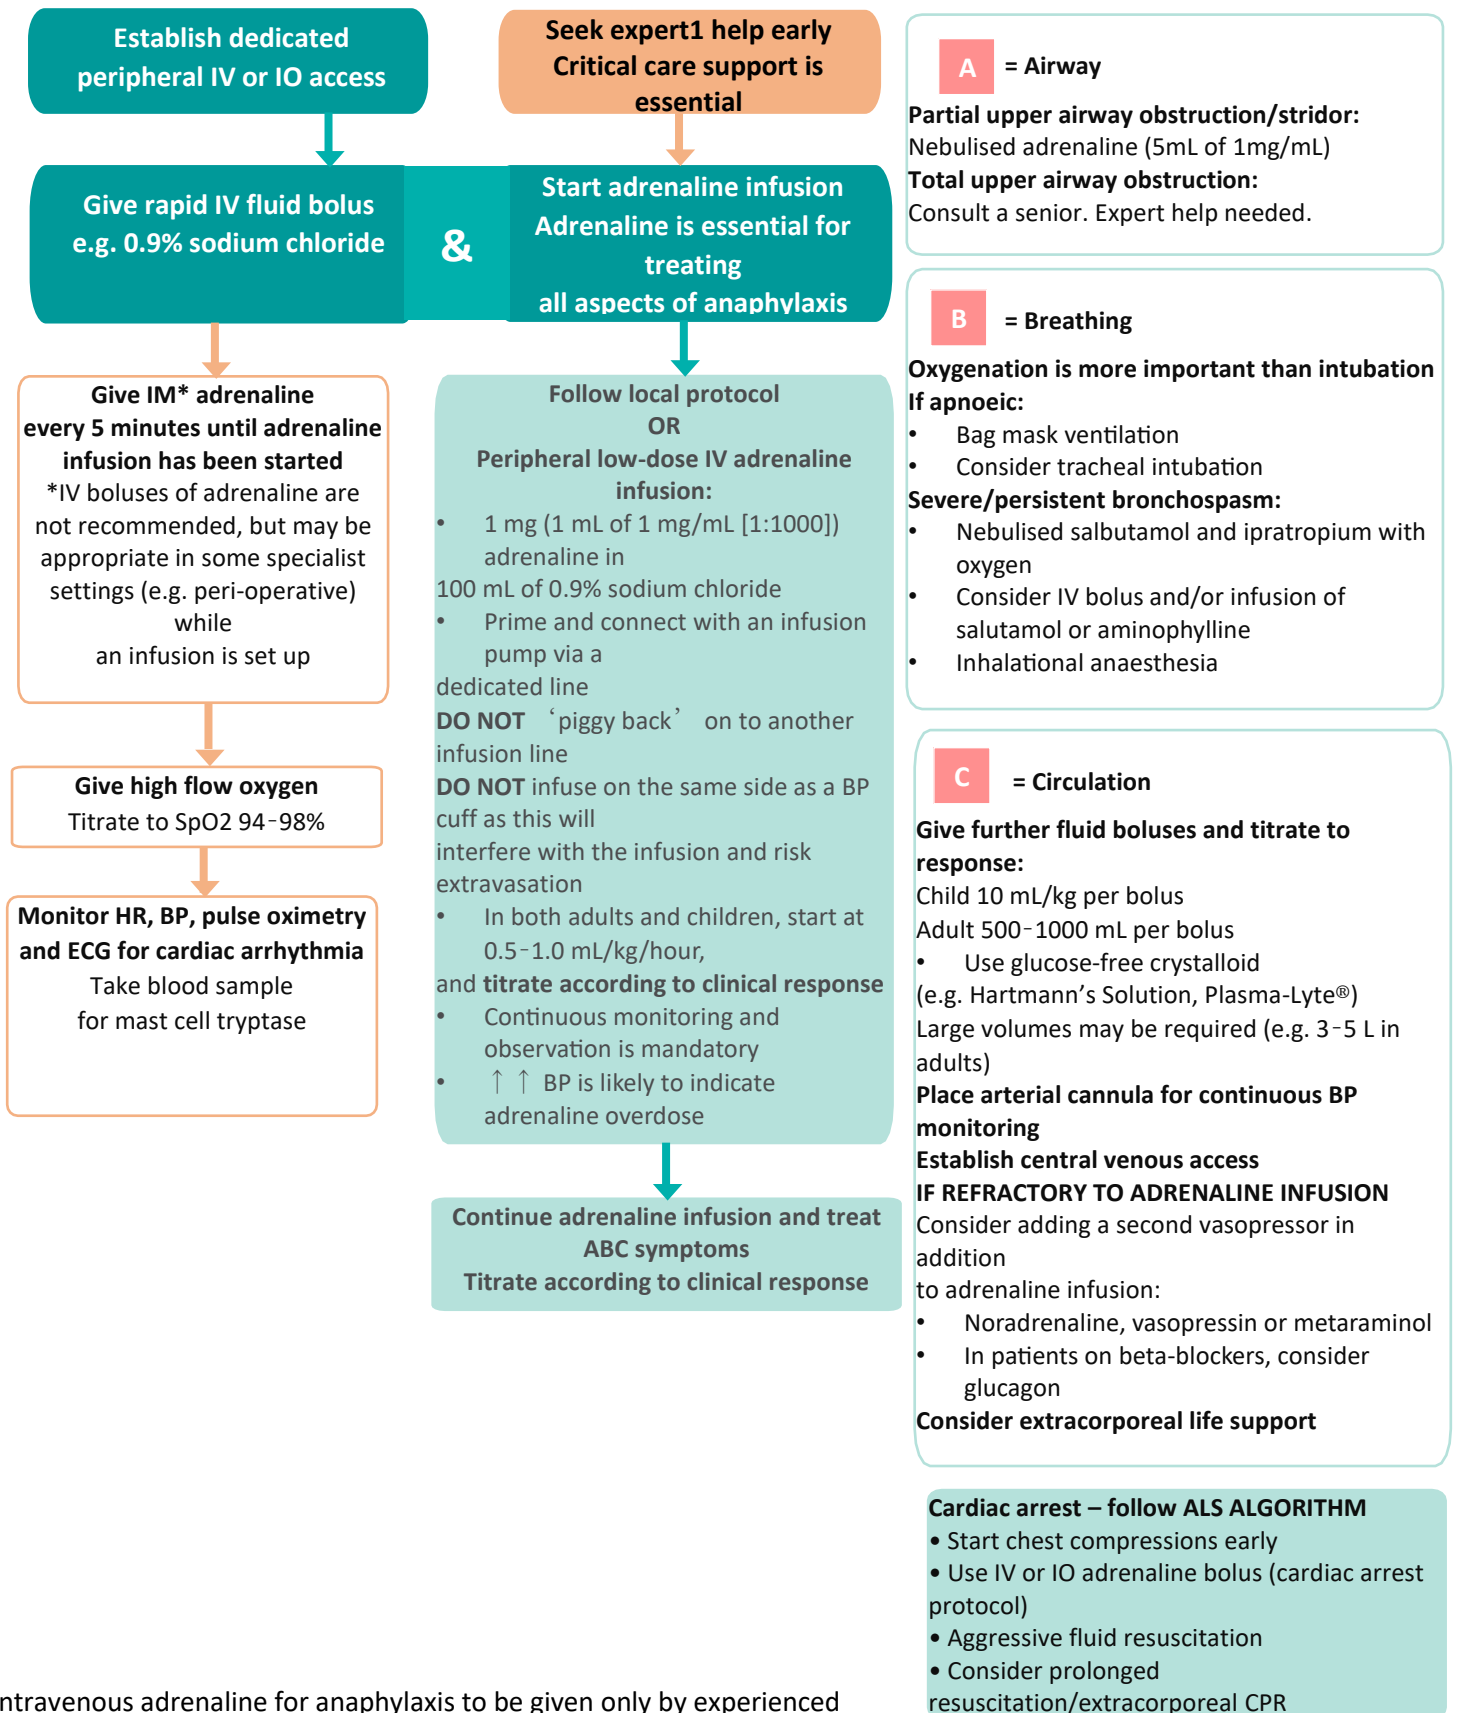 Establish dedicated
peripheral IV or IO access
Seek expert1 help early
Critical care support is
essential
Give rapid IV fluid bolus
e.g. 0.9% sodium chloride
&
Start adrenaline infusion
Adrenaline is essential for
treating
all aspects of anaphylaxis
Give IM* adrenaline
every 5 minutes until adrenaline
infusion has been started
*IV boluses of adrenaline are
not recommended, but may be
appropriate in some specialist
settings (e.g. peri-operative)
while
an infusion is set up
Give high flow oxygen
Titrate to SpO2 94–98%
Monitor HR, BP, pulse oximetry
and ECG for cardiac arrhythmia
Take blood sample
for mast cell tryptase
Follow local protocol
OR
Peripheral low-dose IV adrenaline
infusion:
• 1 mg (1 mL of 1 mg/mL [1:1000])
adrenaline in
100 mL of 0.9% sodium chloride
• Prime and connect with an infusion
pump via a
dedicated line
DO NOT ‘piggy back’ on to another
infusion line
DO NOT infuse on the same side as a BP
cuff as this will
interfere with the infusion and risk
extravasation
• In both adults and children, start at
0.5–1.0 mL/kg/hour,
and titrate according to clinical response
• Continuous monitoring and
observation is mandatory
• ↑ ↑ BP is likely to indicate
adrenaline overdose
Continue adrenaline infusion and treat
ABC symptoms
Titrate according to clinical response
A = Airway
Partial upper airway obstruction/stridor:
Nebulised adrenaline (5mL of 1mg/mL)
Total upper airway obstruction:
Consult a senior. Expert help needed.
B = Breathing
Oxygenation is more important than intubation
If apnoeic:
• Bag mask ventilation
• Consider tracheal intubation
Severe/persistent bronchospasm:
• Nebulised salbutamol and ipratropium with
oxygen
• Consider IV bolus and/or infusion of
salutamol or aminophylline
• Inhalational anaesthesia
C = Circulation
Give further fluid boluses and titrate to
response:
Child 10 mL/kg per bolus
Adult 500–1000 mL per bolus
• Use glucose-free crystalloid
(e.g. Hartmann’s Solution, Plasma-Lyte®)
Large volumes may be required (e.g. 3–5 L in
adults)
Place arterial cannula for continuous BP
monitoring
Establish central venous access
IF REFRACTORY TO ADRENALINE INFUSION
Consider adding a second vasopressor in
addition
to adrenaline infusion:
• Noradrenaline, vasopressin or metaraminol
• In patients on beta-blockers, consider
glucagon
Consider extracorporeal life support
Cardiac arrest – follow ALS ALGORITHM
• Start chest compressions early
• Use IV or IO adrenaline bolus (cardiac arrest
protocol)
• Aggressive fluid resuscitation
• Consider prolonged
resuscitation/extracorporeal CPR
ntravenous adrenaline for anaphylaxis to be given only by experienced